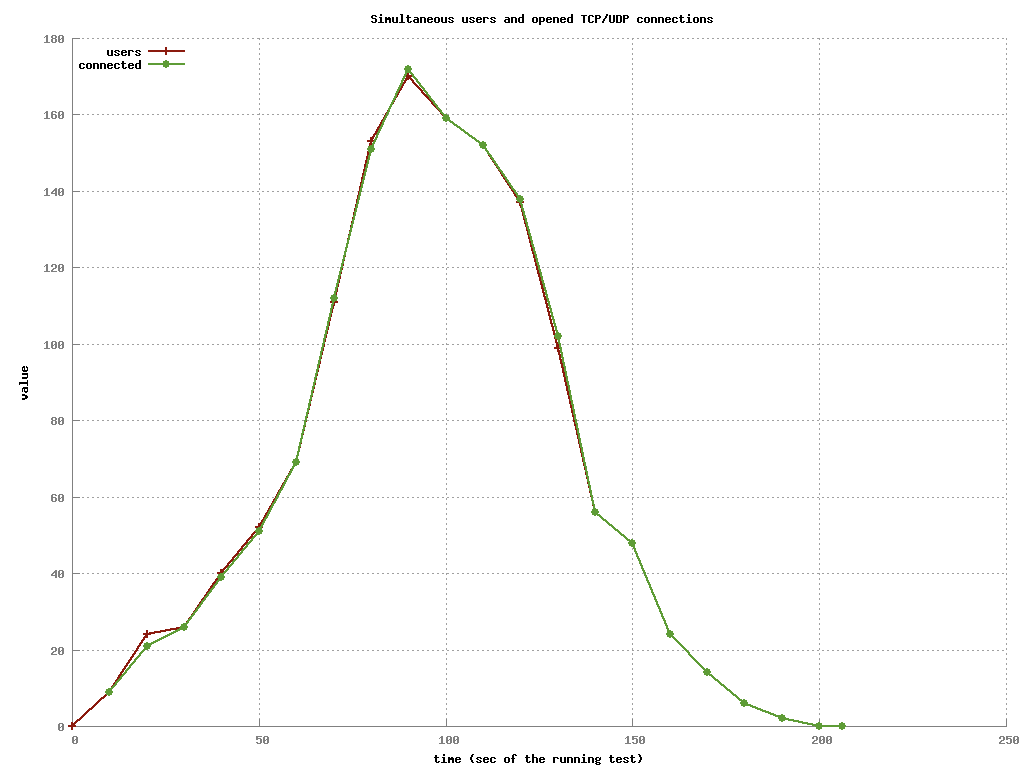 Simultaneous users and opened TCP/UDP connections
180
users
connected
160
140
120
100
value
80
60
40
20
0
0 50 100 150 200 250
time (sec of the running test)